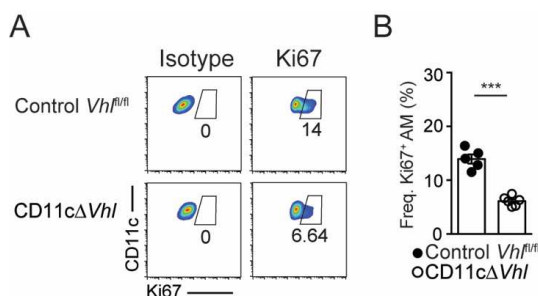 A
Isotype
Ki67
Control Vhlfl/fl
0
14
CD11cΔVhl
0
6.64
CD11c
Ki67
B
Freq. Ki67+ AM (%)
30
20
10
0
***
Control Vhlfl/fl
CD11cΔVhl